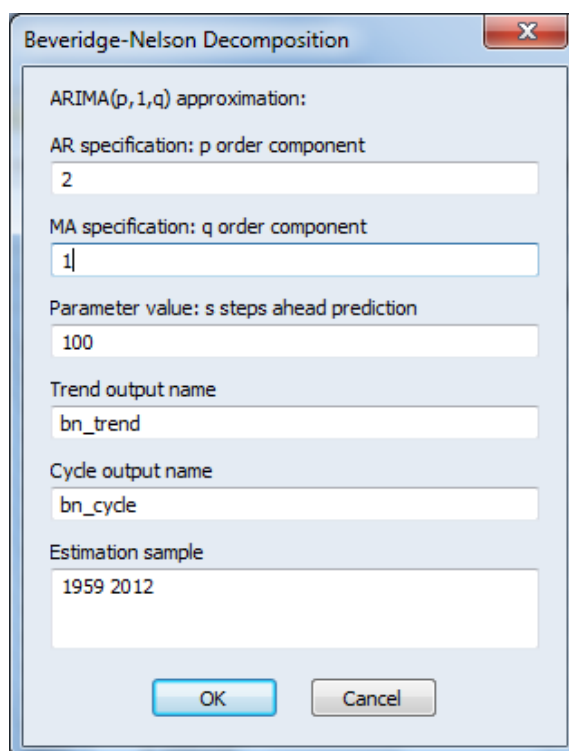 Beveridge-Nelson Decomposition
ARIMA(p,1,q) approximation:
AR specification: p order component
2
MA specification: q order component
1
Parameter value: s steps ahead prediction
100
Trend output name
bn_trend
Cycle output name
bn_cycle
Estimation sample
1959 2012
OK Cancel